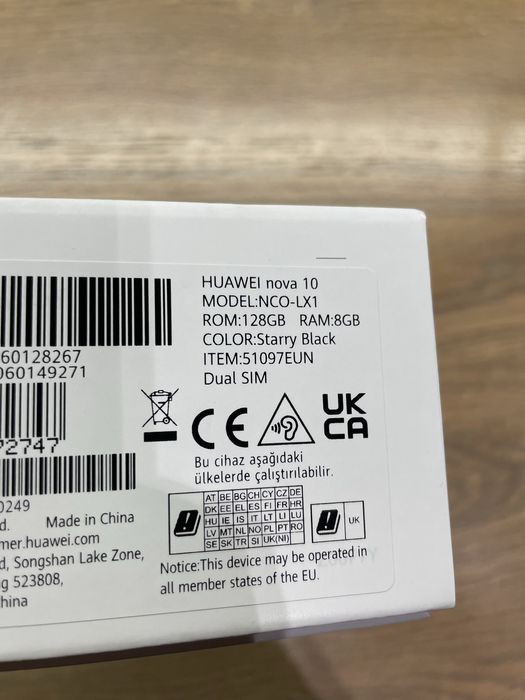 HUAWEI nova 10
MODEL:NCO-LX1
ROM:128GB RAM:8GB
COLOR:Starry Black
ITEM:51097EUN
Dual SIM
60128267
060149271
72747
CE
UK
CA
Bu cihaz aşağıdaki
ülkelerde çalıştırılabilir.
AT BE BG CH CY CZ DE
DK EE EL ES FI FR HR
HU IE IS IT LT LI LU
LV MT NL NO PL PT RO
SE SK TR SI UK(NI)
UK
Notice:This device may be operated in
all member states of the EU.
0249
d. Made in China
mer.huawei.com
d, Songshan Lake Zone,
g 523808,
hina